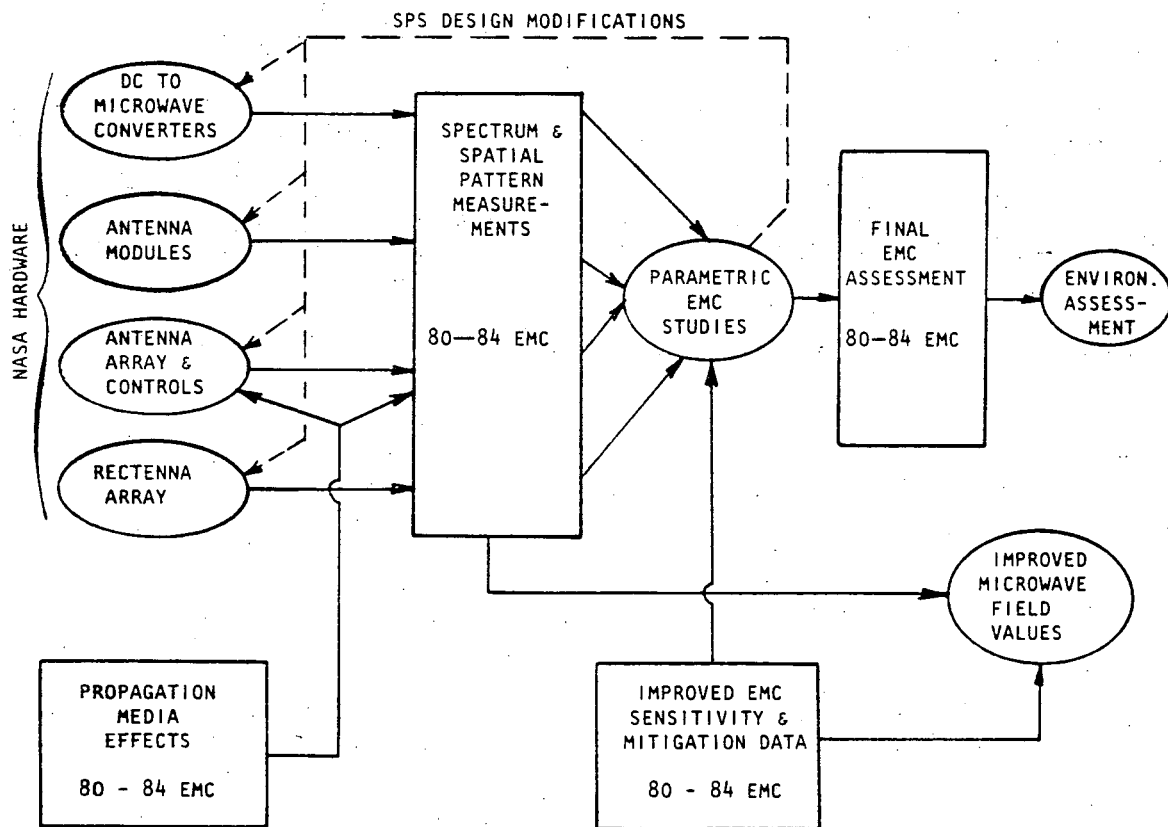 SPS DESIGN MODIFICATIONS
NASA HARDWARE
DC TO
MICROWAVE
CONVERTERS
ANTENNA
MODULES
ANTENNA
ARRAY &
CONTROLS
RECTENNA
ARRAY
SPECTRUM &
SPATIAL
PATTERN
MEASURE-
MENTS
80—84 EMC
PARAMETRIC
EMC
STUDIES
FINAL
EMC
ASSESSMENT
80—84 EMC
ENVIRON.
ASSESS-
MENT
IMPROVED
MICROWAVE
FIELD
VALUES
PROPAGATION
MEDIA
EFFECTS
80 - 84 EMC
IMPROVED EMC
SENSITIVITY &
MITIGATION DATA
80 - 84 EMC